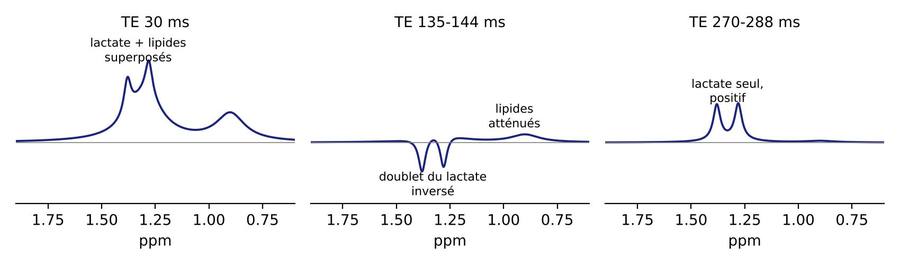 TE 30 ms
lactate + lipides
superposés
1.75 1.50 1.25 1.00 0.75
ppm
TE 135-144 ms
lipides
atténués
doublet du lactate
inversé
1.75 1.50 1.25 1.00 0.75
ppm
TE 270-288 ms
lactate seul,
positif
1.75 1.50 1.25 1.00 0.75
ppm